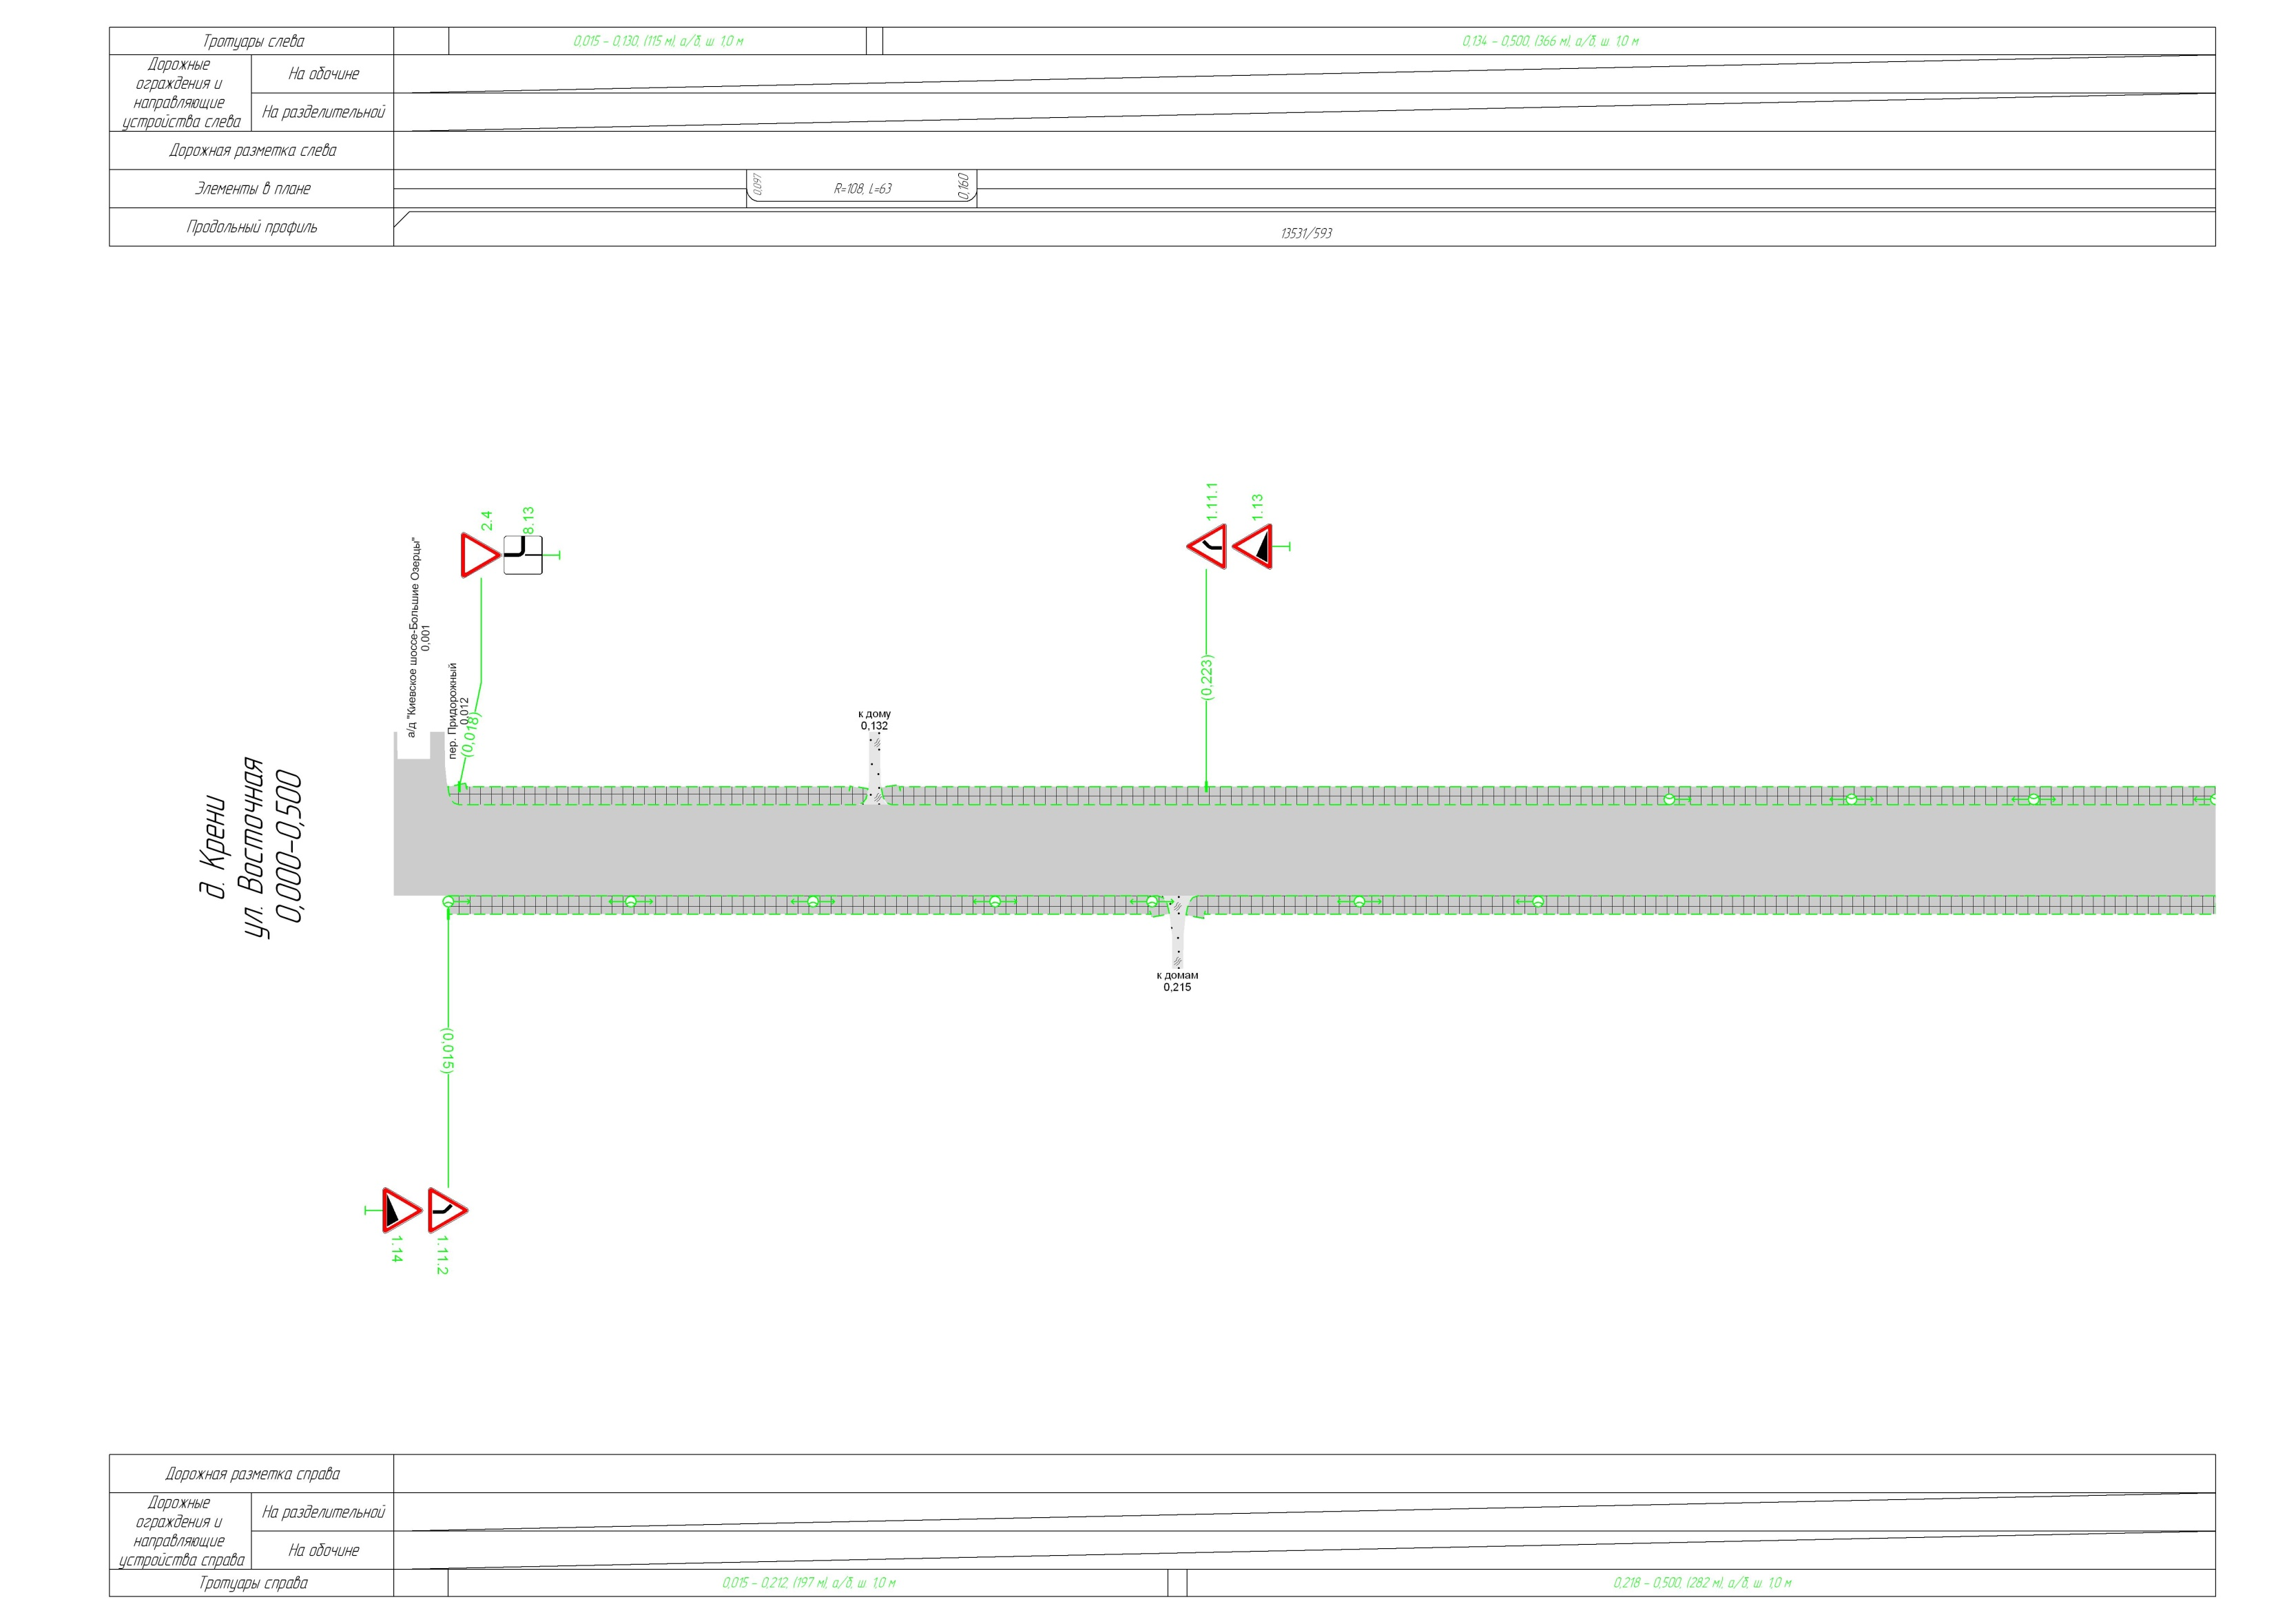 Тротуары слева
0,015 – 0,130, (115 м), а/б, ш 1,0 м
0,134 – 0,500, (366 м), а/б, ш 1,0 м
Дорожные
ограждения и
направляющие
устройства слева
На обочине
На разделительной
Дорожная разметка слева
Элементы в плане
0,097
R=108, L=63
0,160
Продольный профиль
13531/593
д. Крени
ул. Восточная
0,000-0,500
а/д "Киевское шоссе-Большие Озерцы"
0,001
пер. Придорожный
0,012
(0,018)
2.4
8.13
к дому
0,132
1.11.1
1.13
(0,223)
к домам
0,215
(0,015)
1.14
1.11.2
Дорожная разметка справа
Дорожные
ограждения и
направляющие
устройства справа
На разделительной
На обочине
Тротуары справа
0,015 – 0,212, (197 м), а/б, ш 1,0 м
0,218 – 0,500, (282 м), а/б, ш 1,0 м